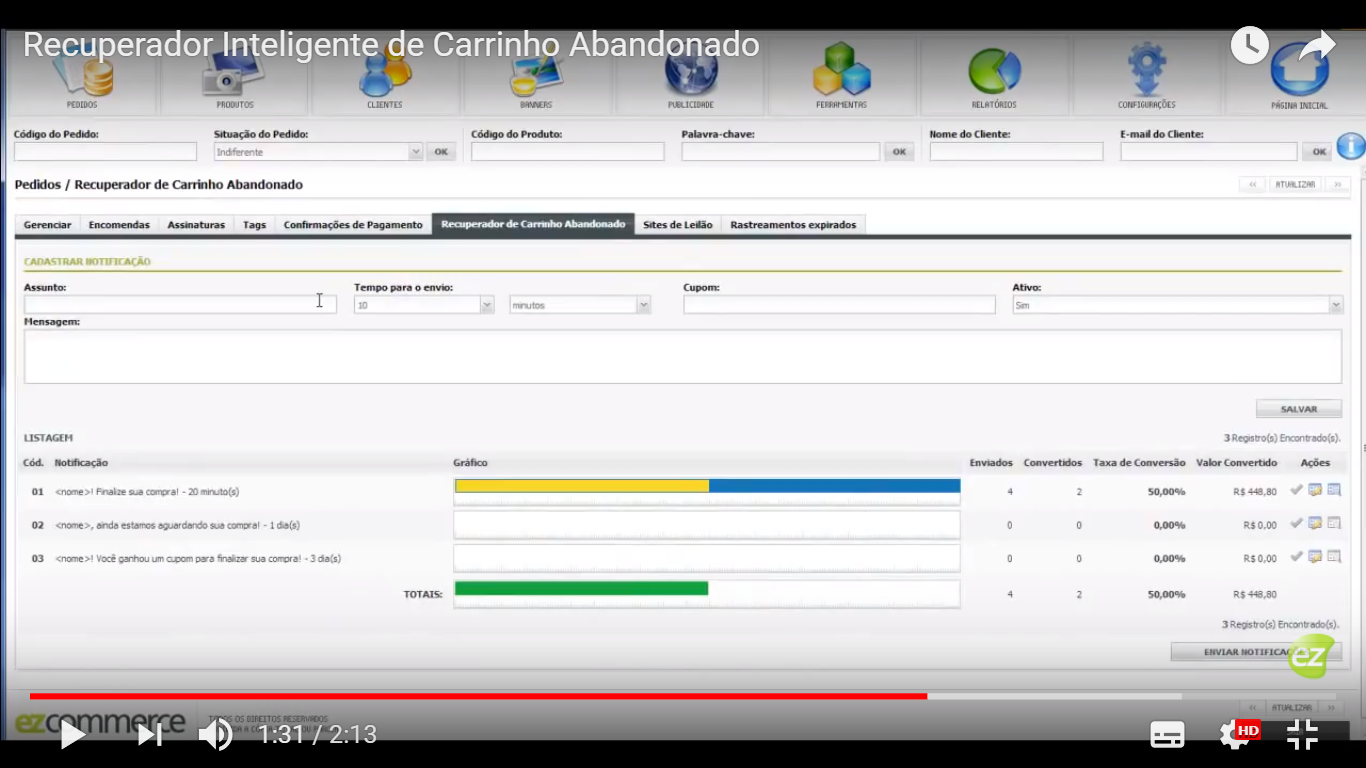 Recuperador Inteligente de Carrinho Abandonado
PEDIDOS PRODUTOS CLIENTES BANNERS PUBLICIDADE FERRAMENTAS RELATÓRIOS CONFIGURAÇÕES PÁGINA INICIAL
Código do Pedido: Situação do Pedido: Código do Produto: Palavra-chave: Nome do Cliente: E-mail do Cliente:
Indiferente OK OK OK
Pedidos / Recuperador de Carrinho Abandonado << ATUALIZAR >>
Gerenciar Encomendas Assinaturas Tags Confirmações de Pagamento Recuperador de Carrinho Abandonado Sites de Leilão Rastreamentos expirados
CADASTRAR NOTIFICAÇÃO
Assunto: Tempo para o envio: Cupom: Ativo:
10 minutos Sim
Mensagem:
SALVAR
LISTAGEM 3 Registro(s) Encontrado(s).
Cód. Notificação Gráfico Enviados Convertidos Taxa de Conversão Valor Convertido Ações
01 <nome>! Finalize sua compra! - 20 minuto(s) 4 2 50,00% R$ 448,80
02 <nome>, ainda estamos aguardando sua compra! - 1 dia(s) 0 0 0,00% R$ 0,00
03 <nome>! Você ganhou um cupom para finalizar sua compra! - 3 dia(s) 0 0 0,00% R$ 0,00
TOTAIS: 4 2 50,00% R$ 448,80
3 Registro(s) Encontrado(s).
ENVIAR NOTIFICAÇ
ez
<< ATUALIZAR >>
ezcommerce TODOS OS DIREITOS RESERVADOS
1:31 / 2:13 HD